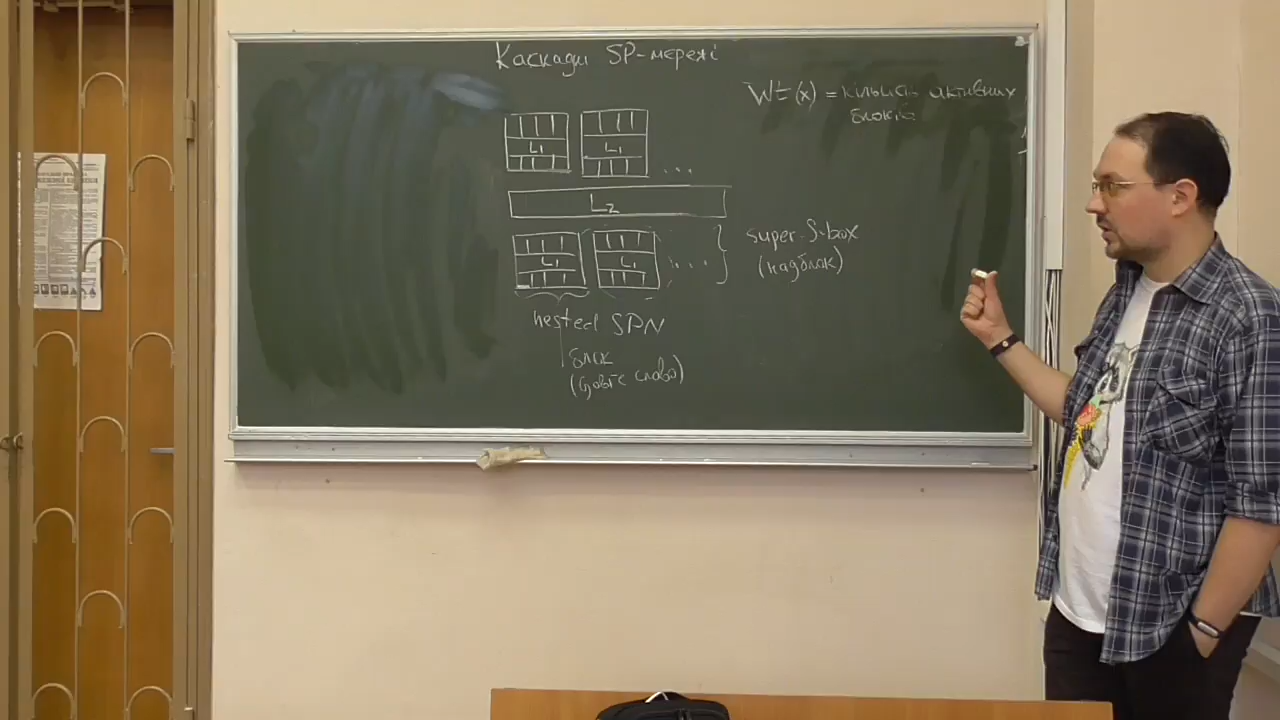 Каскади SP-мережі
Wt(x) = кількість активних
блоків
L₁ L₁ ...
L₂
L₁ L₁ ....
super-S-box
(надблок)
nested SPN
блок
(довге слово)